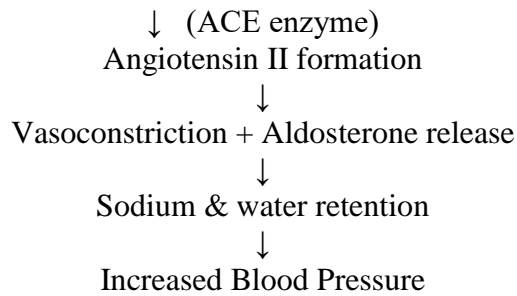 ↓ (ACE enzyme)
Angiotensin II formation
↓
Vasoconstriction + Aldosterone release
↓
Sodium & water retention
↓
Increased Blood Pressure